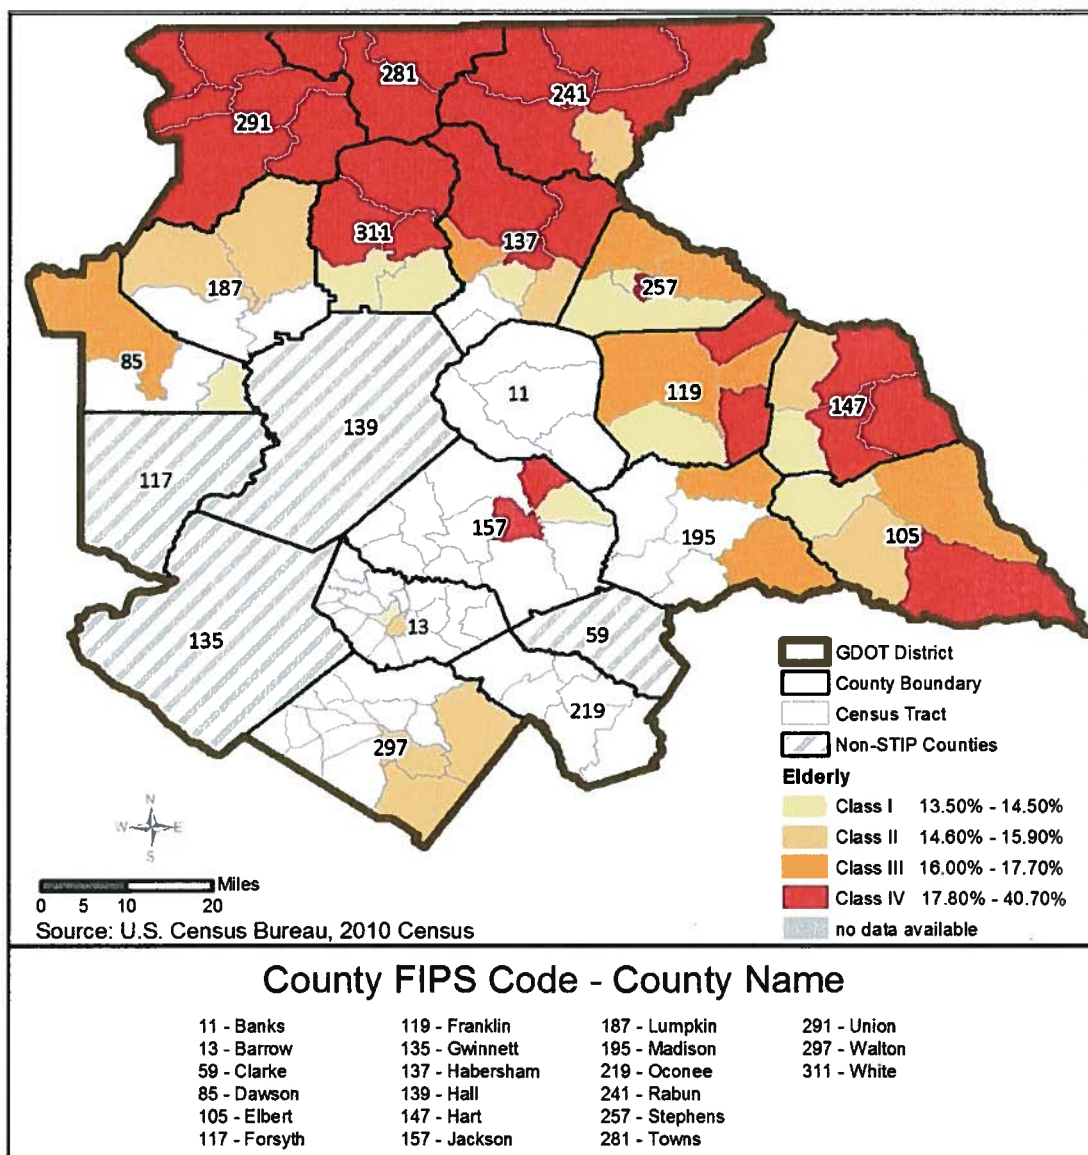 281
241
291
311
137
187
257
85
11
119
147
139
117
157
195
105
13
59
135
219
297
GDOT District
County Boundary
Census Tract
Non-STIP Counties
Elderly
Class I 13.50% - 14.50%
Class II 14.60% - 15.90%
Class III 16.00% - 17.70%
Class IV 17.80% - 40.70%
no data available
N
W E
S
Miles
0 5 10 20
Source: U.S. Census Bureau, 2010 Census
County FIPS Code - County Name
11 - Banks
13 - Barrow
59 - Clarke
85 - Dawson
105 - Elbert
117 - Forsyth
119 - Franklin
135 - Gwinnett
137 - Habersham
139 - Hall
147 - Hart
157 - Jackson
187 - Lumpkin
195 - Madison
219 - Oconee
241 - Rabun
257 - Stephens
281 - Towns
291 - Union
297 - Walton
311 - White